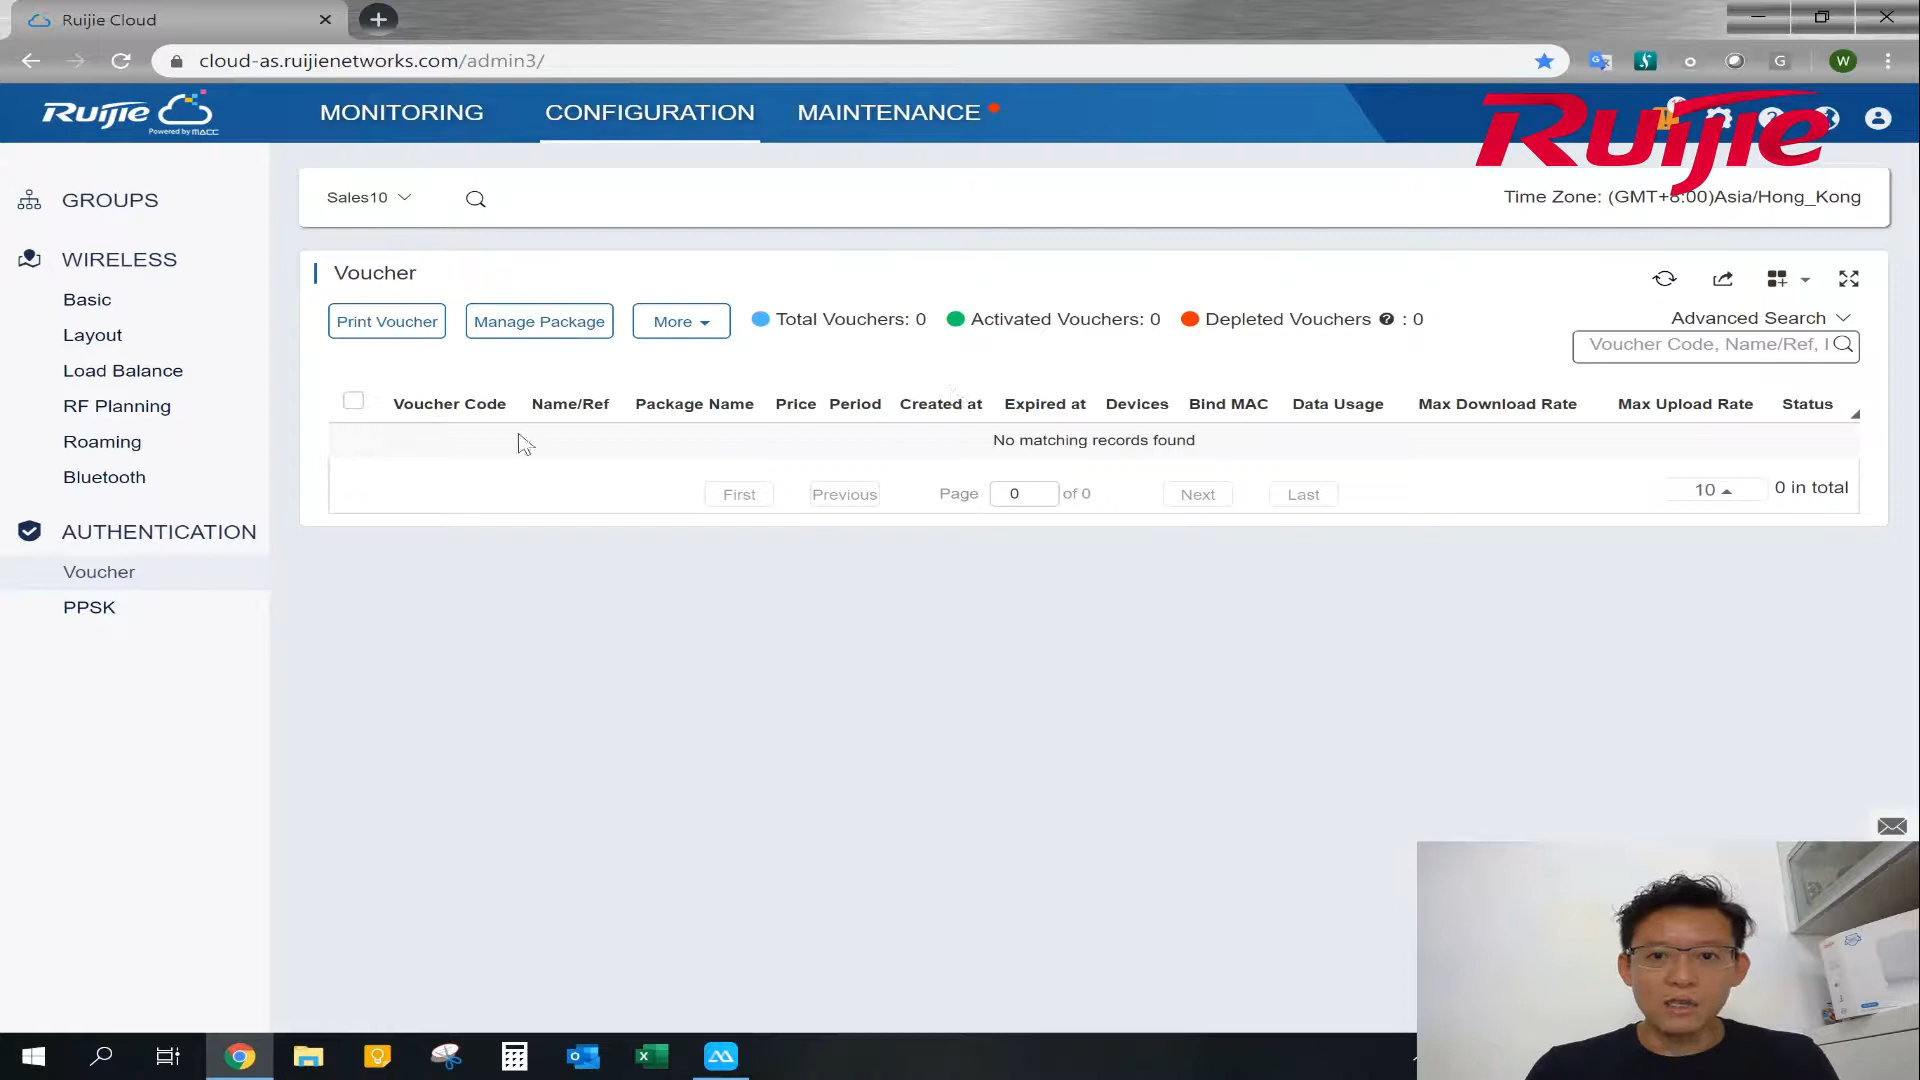 Ruijie Cloud
cloud-as.ruijienetworks.com/admin3/
G
W
Ruijie
Powered by MACC
MONITORING
CONFIGURATION
MAINTENANCE
Ruijie
GROUPS
WIRELESS
Basic
Layout
Load Balance
RF Planning
Roaming
Bluetooth
AUTHENTICATION
Voucher
PPSK
Sales10
Time Zone: (GMT+8:00)Asia/Hong_Kong
Voucher
Print Voucher
Manage Package
More
Total Vouchers: 0
Activated Vouchers: 0
Depleted Vouchers ? : 0
Advanced Search
Voucher Code, Name/Ref,
Voucher Code Name/Ref Package Name Price Period Created at Expired at Devices Bind MAC Data Usage Max Download Rate Max Upload Rate Status
No matching records found
First Previous Page 0 of 0 Next Last 10 0 in total